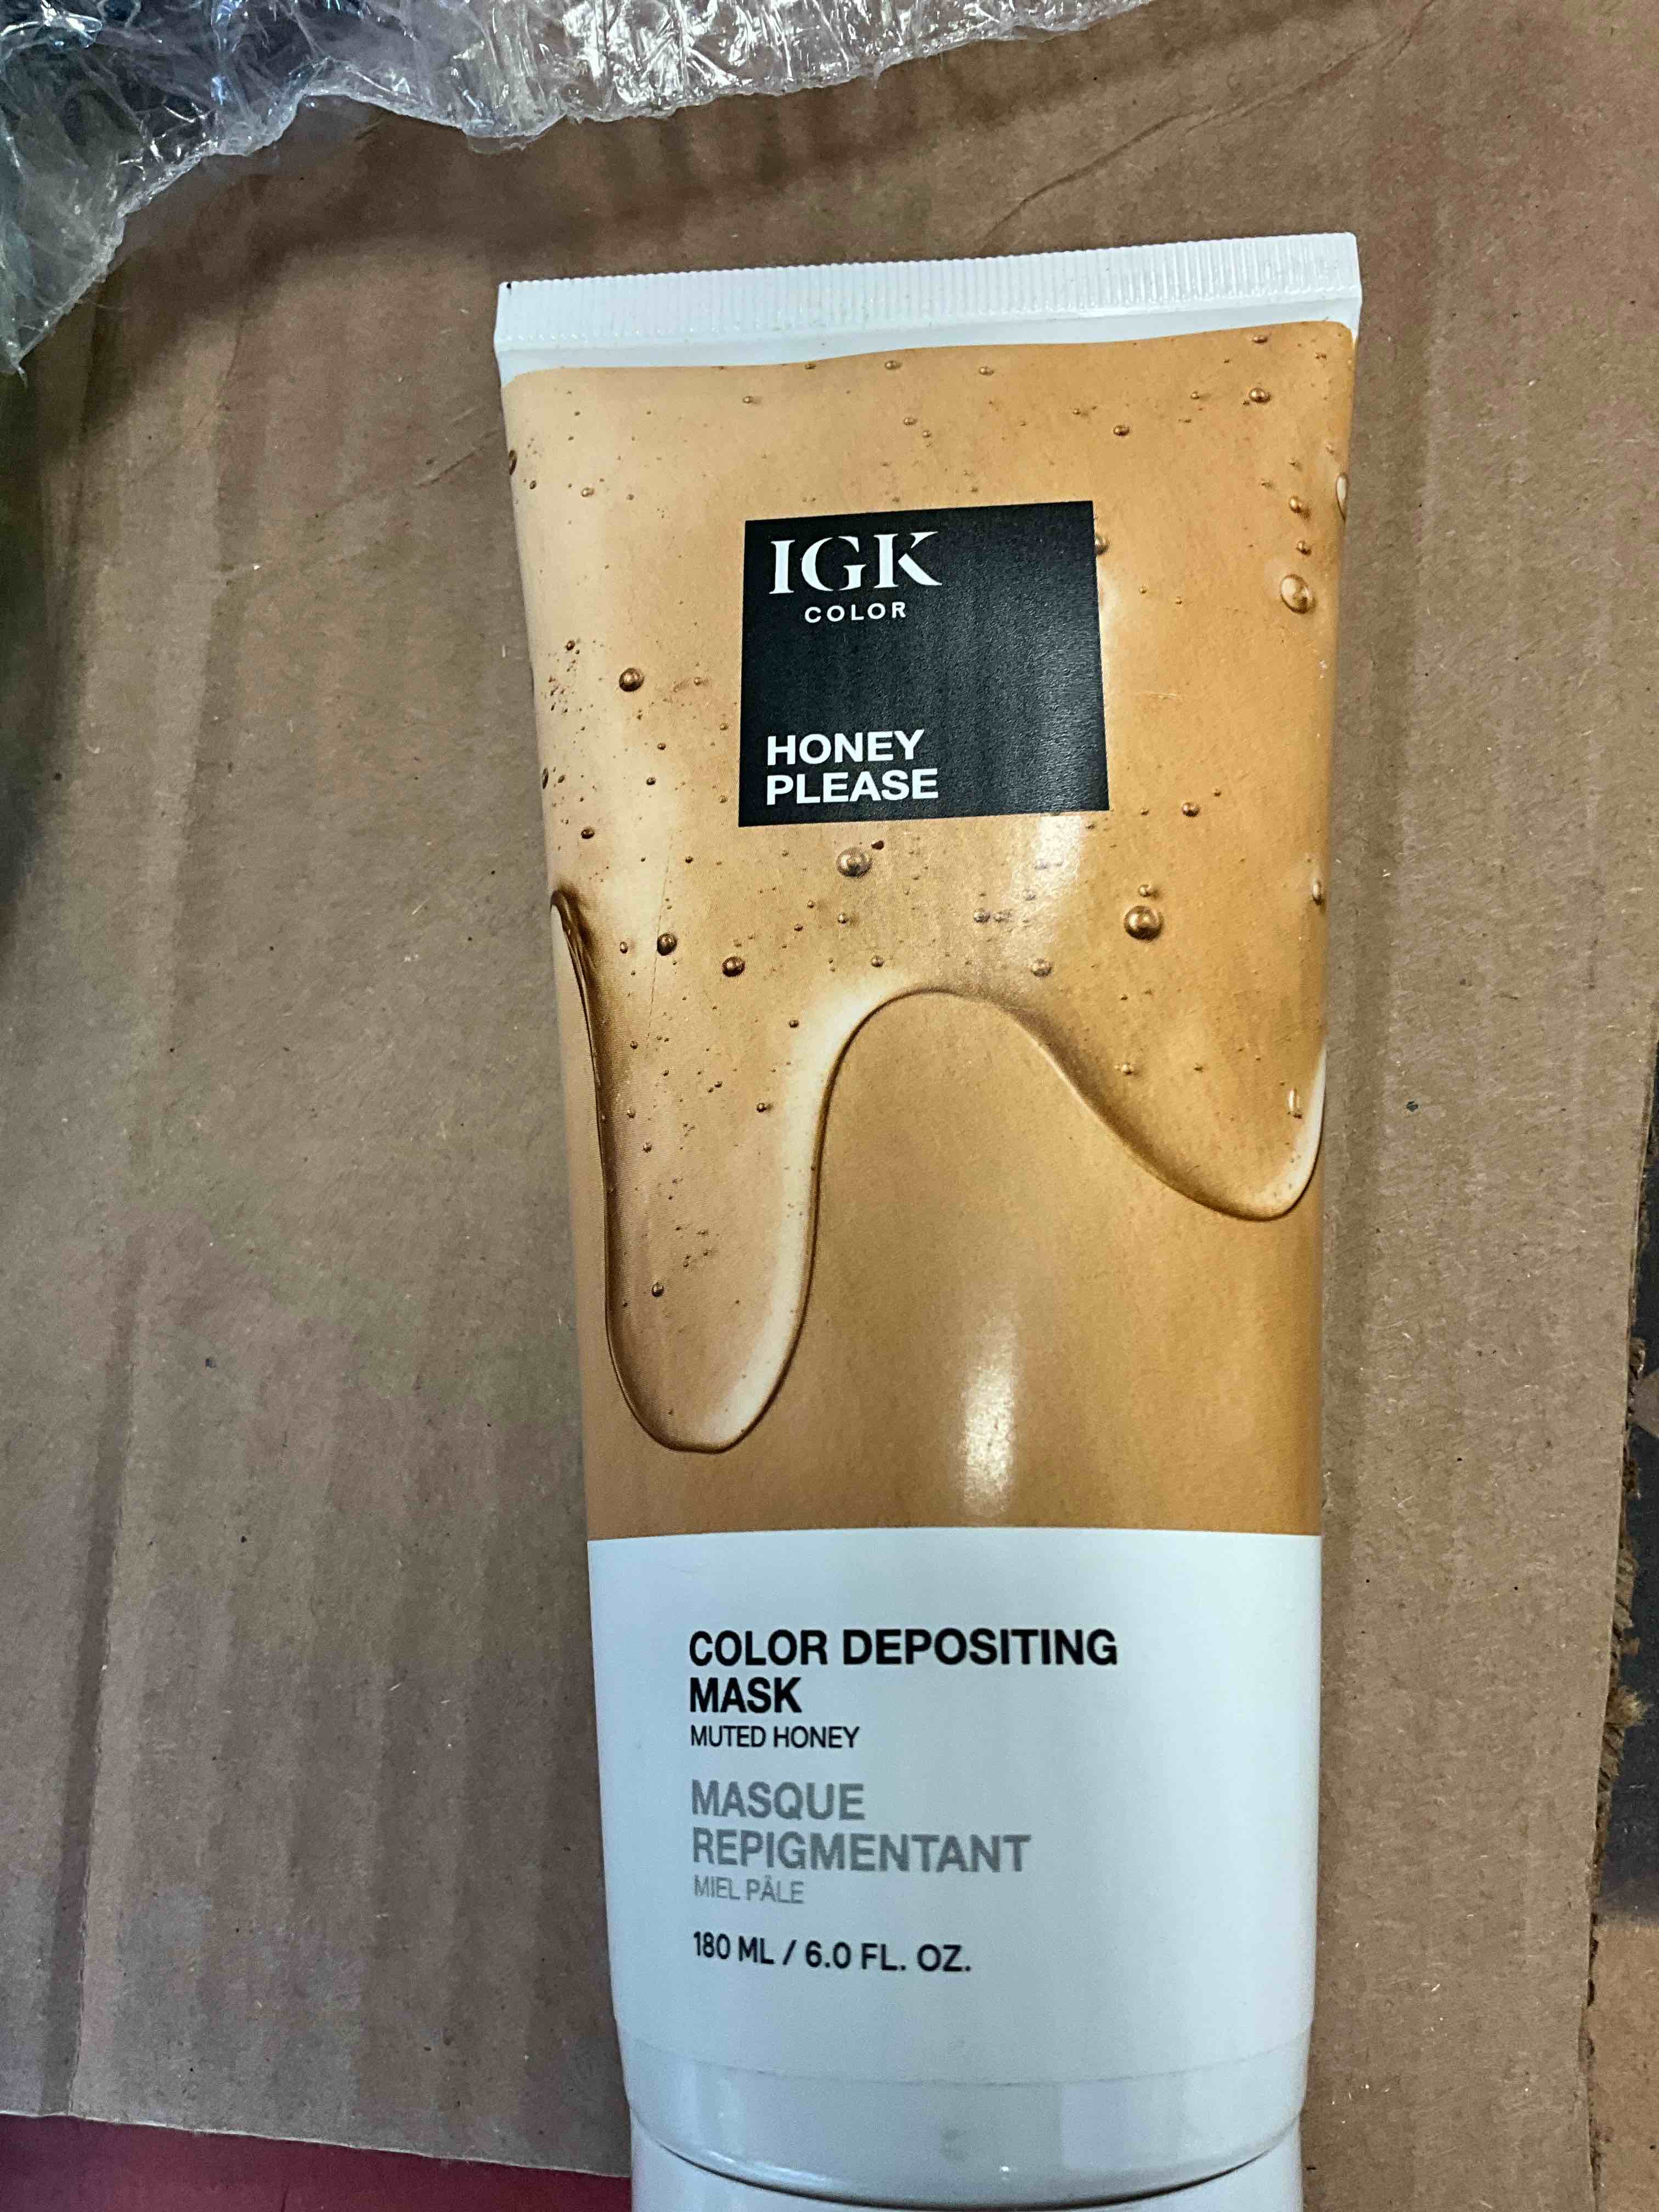 IGK
COLOR
HONEY
PLEASE
COLOR DEPOSITING
MASK
MUTED HONEY
MASQUE
REPIGMENTANT
MIEL PÂLE
180 ML / 6.0 FL. OZ.